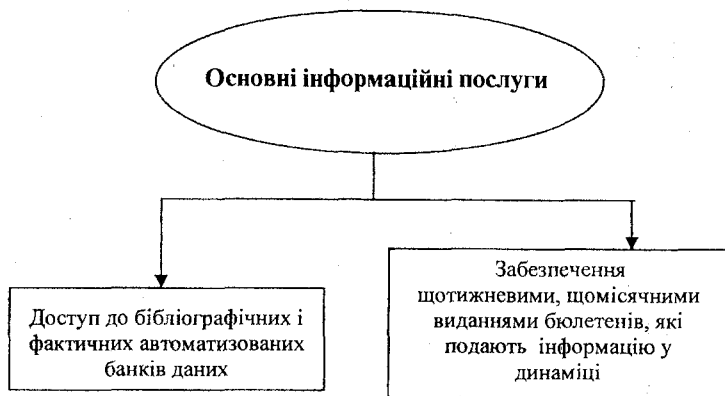 Основні інформаційні послуги
Доступ до бібліографічних і
фактичних автоматизованих
банків даних
Забезпечення
щотижневими, щомісячними
виданнями бюлетенів, які
подають інформацію у
динаміці